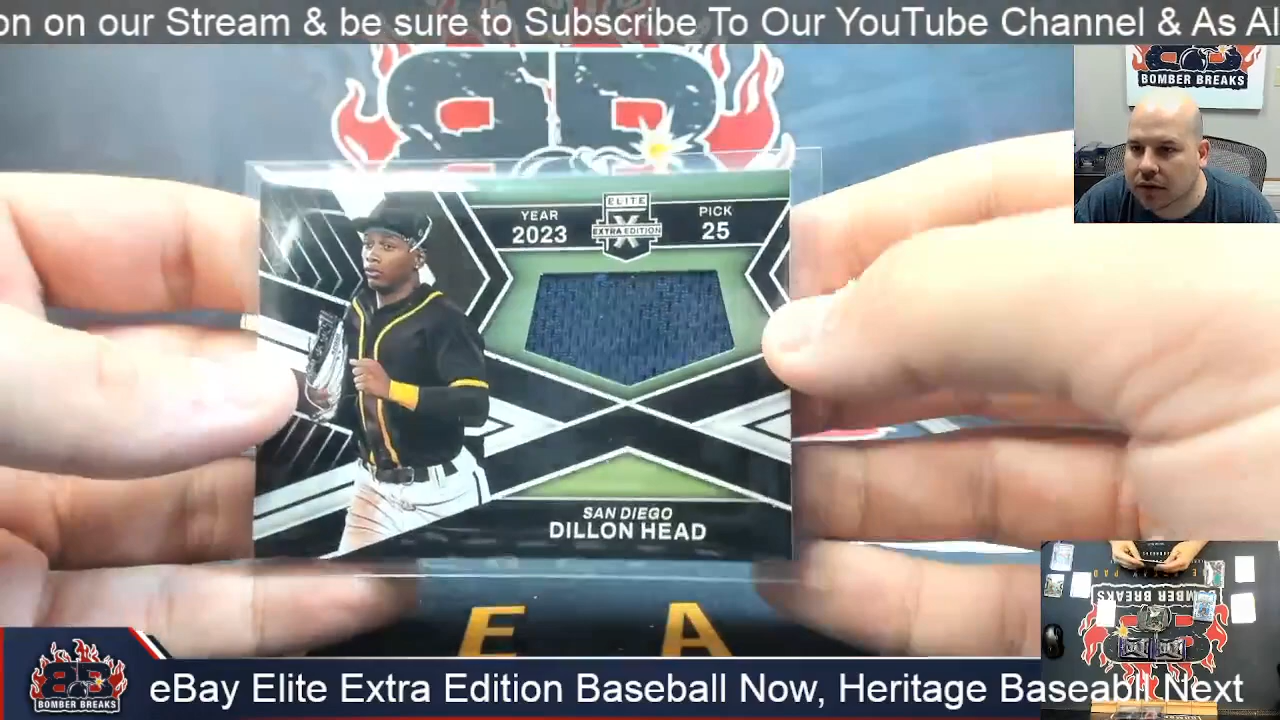 on on our Stream & be sure to Subscribe To Our YouTube Channel & As Al
BOMBER BREAKS
ELITE
YEAR
2023
X
EXTRA EDITION
PICK
25
SAN DIEGO
DILLON HEAD
E A
MBER BREAKS
BOMBER BREAKS
eBay Elite Extra Edition Baseball Now, Heritage Baseabll Next